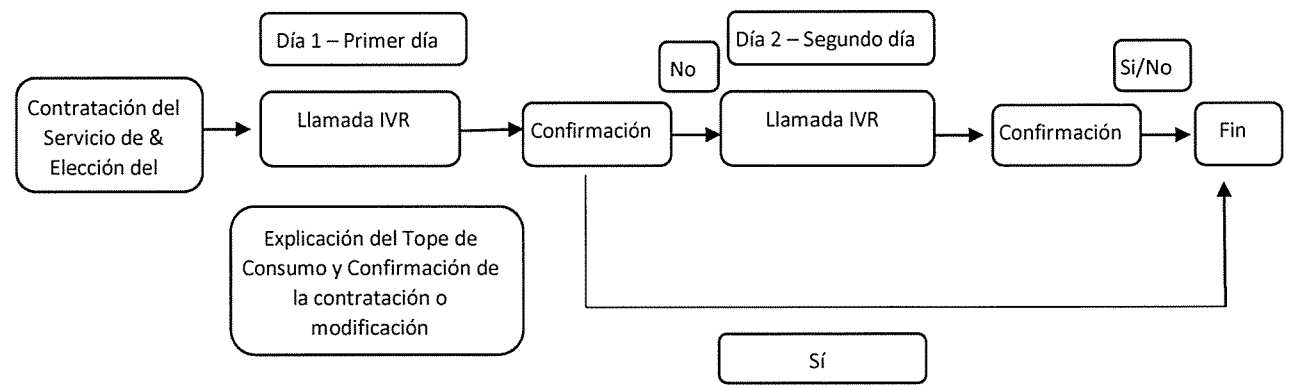 Día 1 – Primer día
Día 2 – Segundo día
No
Si/No
Contratación del
Servicio de &
Elección del
Llamada IVR
Confirmación
Llamada IVR
Confirmación
Fin
Explicación del Tope de
Consumo y Confirmación de
la contratación o
modificación
Sí